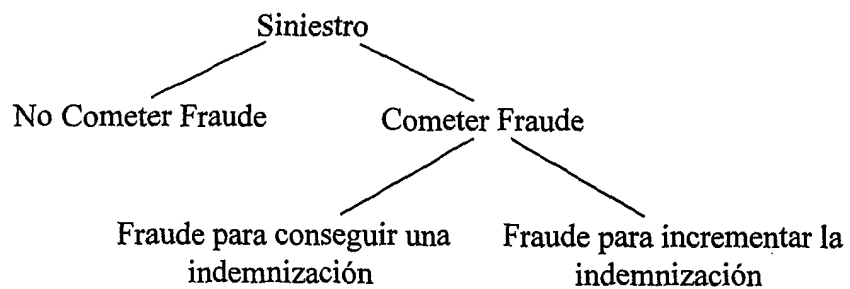 Siniestro
No Cometer Fraude
Cometer Fraude
Fraude para conseguir una
indemnización
Fraude para incrementar la
indemnización